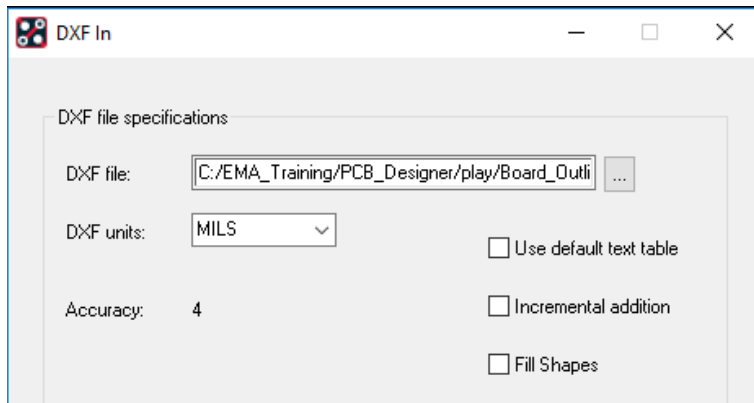 DXF In
DXF file specifications
DXF file: C:/EMA_Training/PCB_Designer/play/Board_Outli ...
DXF units: MILS
Use default text table
Accuracy: 4
Incremental addition
Fill Shapes